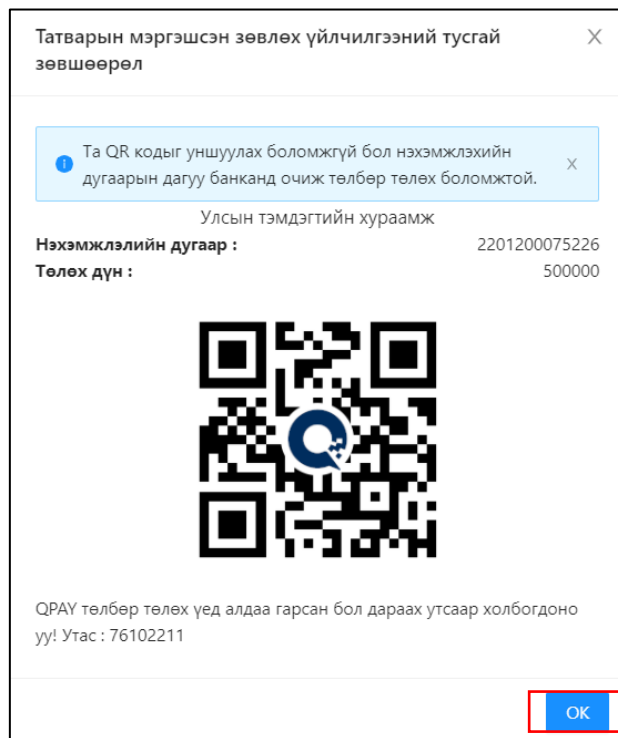 Татварын мэргэшсэн зөвлөх үйлчилгээний тусгай
зөвшөөрөл
Та QR кодыг уншуулах боломжгүй бол нэхэмжлэхийн
дугаарын дагуу банканд очиж төлбөр төлөх боломжтой.
Улсын тэмдэгтийн хураамж
Нэхэмжлэлийн дугаар : 2201200075226
Төлөх дүн : 500000
QPAY төлбөр төлөх үед алдаа гарсан бол дараах утсаар холбогдоно
уу! Утас : 76102211
OK